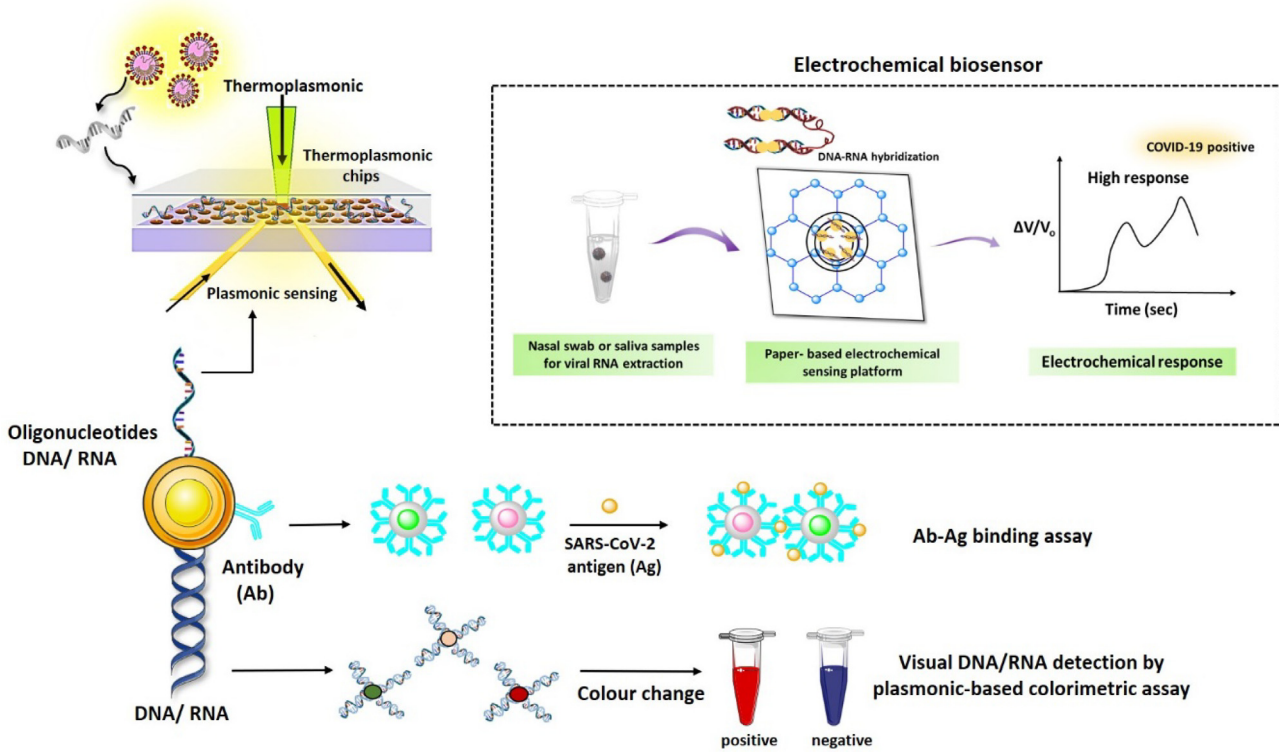 Thermoplasmonic
Thermoplasmonic
chips
Plasmonic sensing
Electrochemical biosensor
DNA-RNA hybridization
COVID-19 positive
High response
ΔV/Vo
Time (sec)
Nasal swab or saliva samples
for viral RNA extraction
Paper- based electrochemical
sensing platform
Electrochemical response
Oligonucleotides
DNA/ RNA
Antibody
(Ab)
SARS-CoV-2
antigen (Ag)
Ab-Ag binding assay
DNA/ RNA
Colour change
positive
negative
Visual DNA/RNA detection by
plasmonic-based colorimetric assay